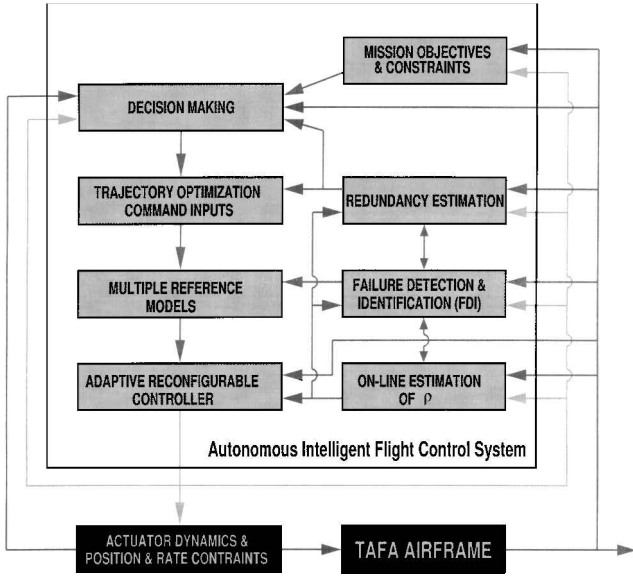 MISSION OBJECTIVES
& CONSTRAINTS
DECISION MAKING
TRAJECTORY OPTIMIZATION
COMMAND INPUTS
REDUNDANCY ESTIMATION
MULTIPLE REFERENCE
MODELS
FAILURE DETECTION &
IDENTIFICATION (FDI)
ADAPTIVE RECONFIGURABLE
CONTROLLER
ON-LINE ESTIMATION
OF ρ
Autonomous Intelligent Flight Control System
ACTUATOR DYNAMICS &
POSITION & RATE CONTRAINTS
TAFA AIRFRAME